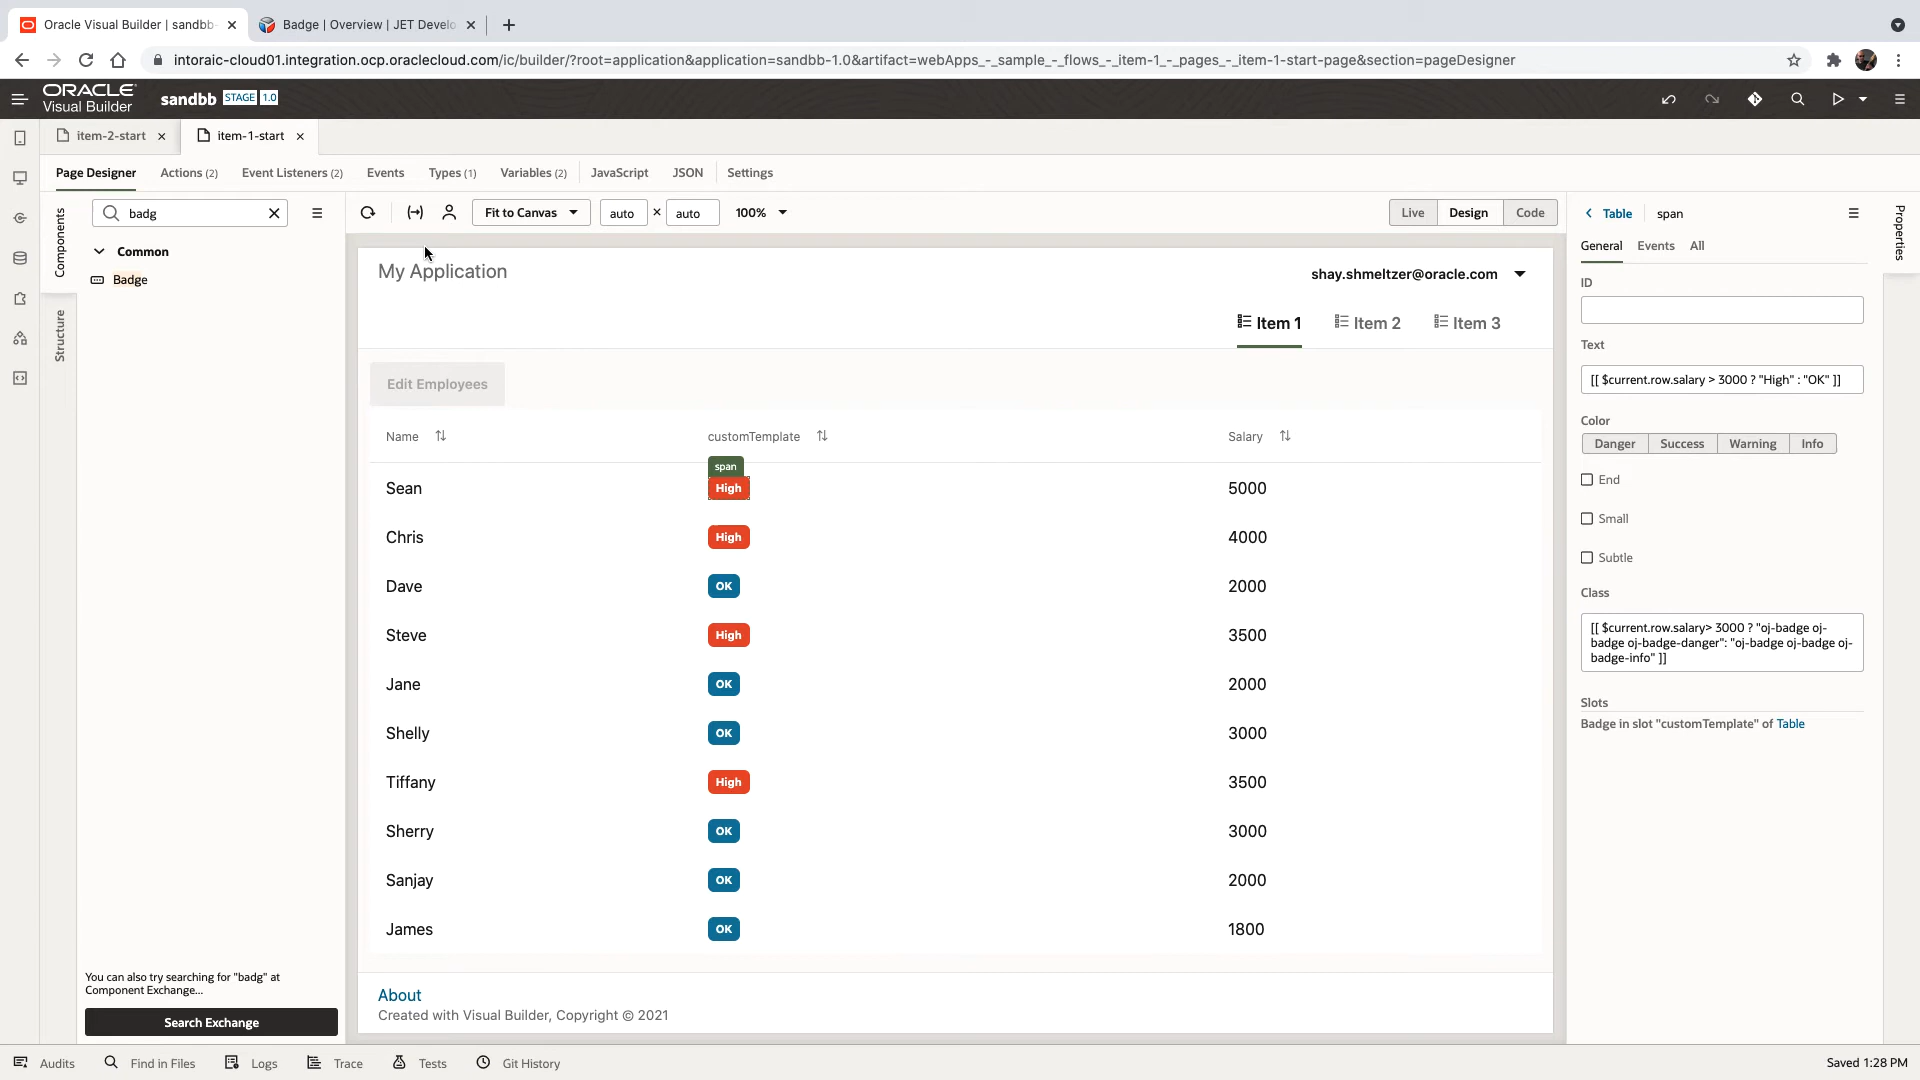 Oracle Visual Builder | sandbb-
Badge | Overview | JET Develo
intoraic-cloud01.integration.ocp.oraclecloud.com/ic/builder/?root=application&application=sandbb-1.0&artifact=webApps_-_sample_-_flows_-_item-1_-_pages_-_item-1-start-page&section=pageDesigner
ORACLE
Visual Builder
sandbb STAGE 1.0
item-2-start
item-1-start
Page Designer
Actions (2)
Event Listeners (2)
Events
Types (1)
Variables (2)
JavaScript
JSON
Settings
Components
Structure
badg
Common
Badge
You can also try searching for "badg" at
Component Exchange...
Search Exchange
Fit to Canvas
auto × auto
100%
Live
Design
Code
My Application
shay.shmeltzer@oracle.com
Item 1
Item 2
Item 3
Edit Employees
Name customTemplate Salary
span
Sean High 5000
Chris High 4000
Dave OK 2000
Steve High 3500
Jane OK 2000
Shelly OK 3000
Tiffany High 3500
Sherry OK 3000
Sanjay OK 2000
James OK 1800
About
Created with Visual Builder, Copyright © 2021
Table
span
Properties
General
Events
All
ID
Text
[[ $current.row.salary > 3000 ? "High" : "OK" ]]
Color
Danger
Success
Warning
Info
End
Small
Subtle
Class
[[ $current.row.salary> 3000 ? "oj-badge oj-
badge oj-badge-danger": "oj-badge oj-badge oj-
badge-info" ]]
Slots
Badge in slot "customTemplate" of Table
Audits
Find in Files
Logs
Trace
Tests
Git History
Saved 1:28 PM